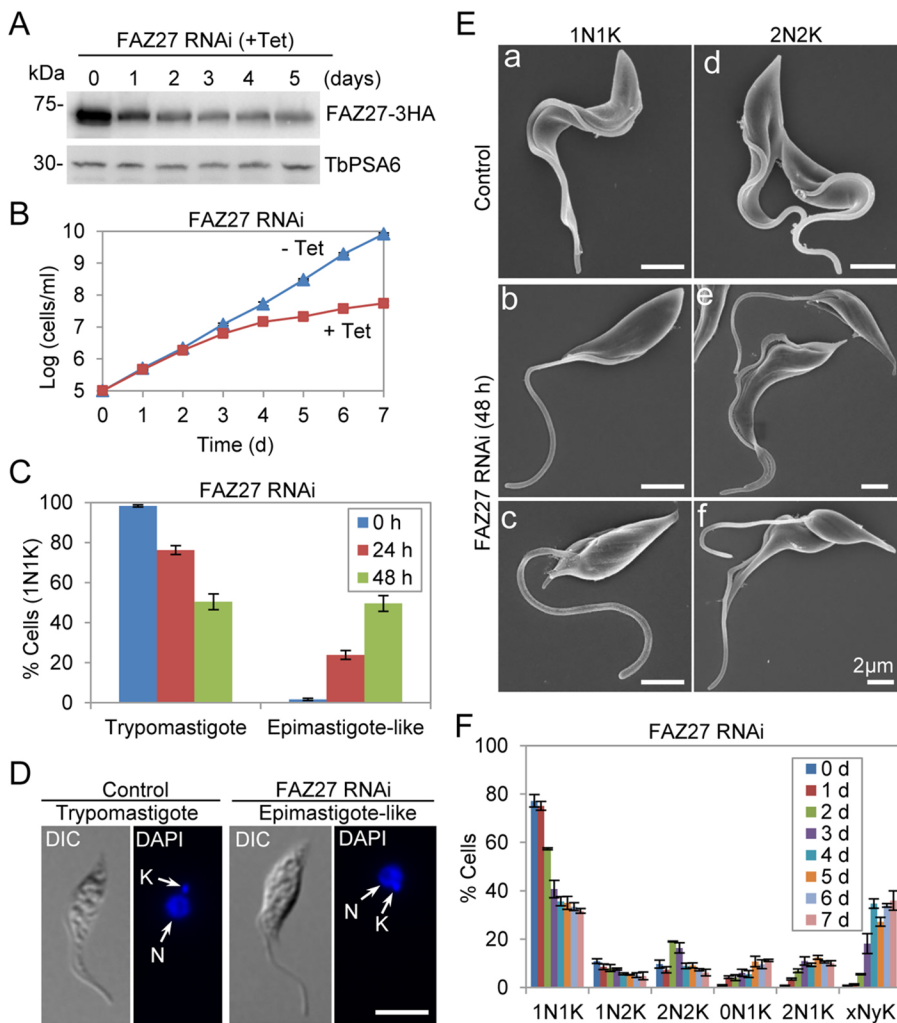 A
FAZ27 RNAi (+Tet)
kDa 0 1 2 3 4 5 (days)
75- FAZ27-3HA
30- TbPSA6
B
FAZ27 RNAi
Log (cells/ml)
10
9
8
7
6
5
- Tet
+ Tet
0 1 2 3 4 5 6 7
Time (d)
C
FAZ27 RNAi
% Cells (1N1K)
100
80
60
40
20
0
0 h
24 h
48 h
Trypomastigote Epimastigote-like
D
Control FAZ27 RNAi
Trypomastigote Epimastigote-like
DIC DAPI DIC DAPI
K N N K
E
1N1K 2N2K
Control
a d
FAZ27 RNAi (48 h)
b e
c f
2µm
F
FAZ27 RNAi
% Cells
100
80
60
40
20
0
0 d
1 d
2 d
3 d
4 d
5 d
6 d
7 d
1N1K 1N2K 2N2K 0N1K 2N1K xNyK